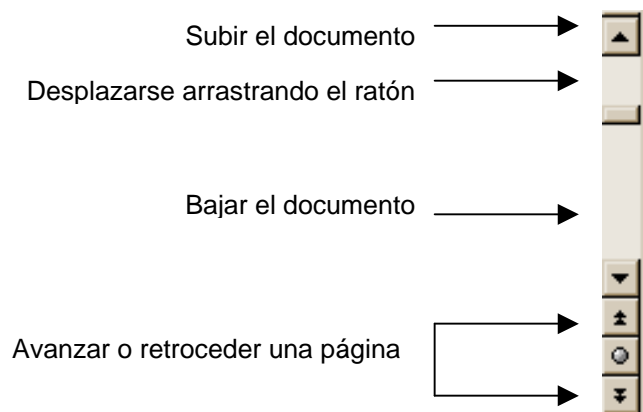 Subir el documento
Desplazarse arrastrando el ratón
Bajar el documento
Avanzar o retroceder una página